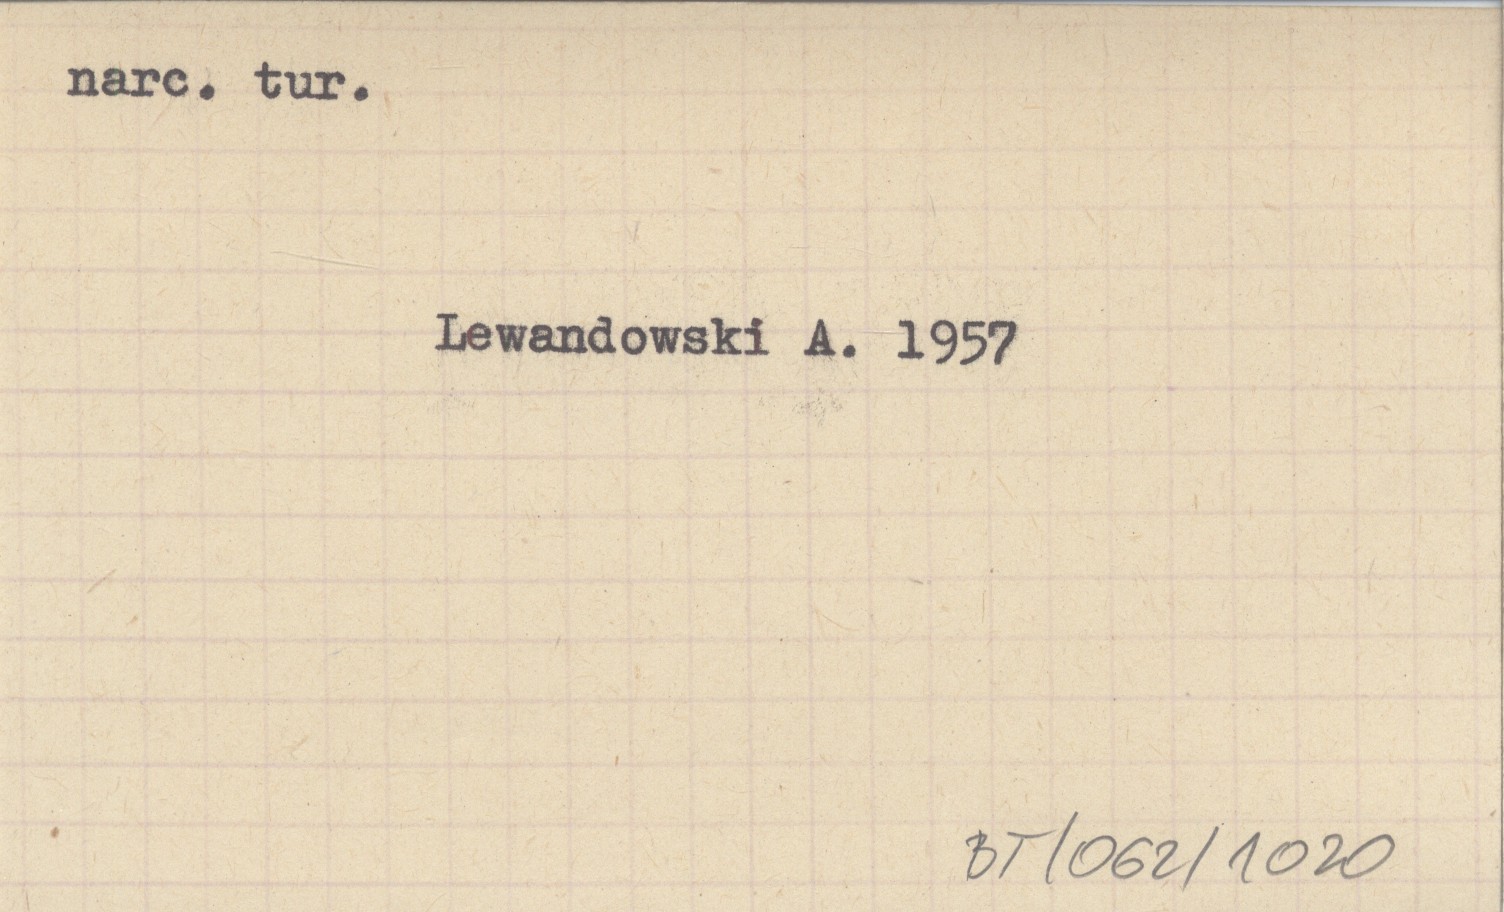 narc. tur.
Lewandowski A. 1957
BT/062/1020